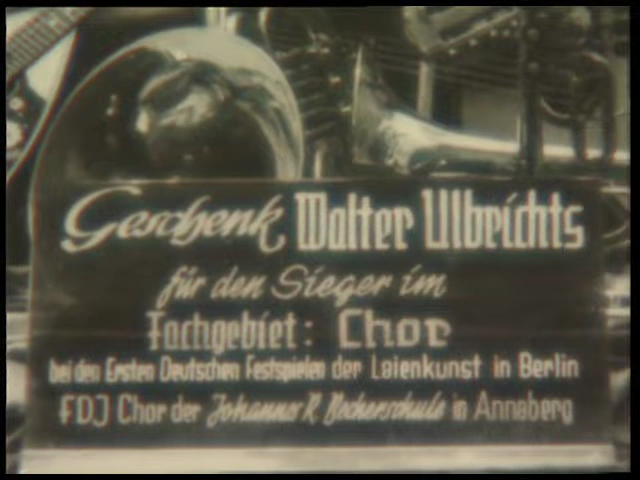 Geschenk Walter Ulbrichts
für den Sieger im
Fachgebiet: Chor
bei den Ersten Deutschen Festspielen der Laienkunst in Berlin
FDJ Chor der Johannes R. Becherschule in Annaberg